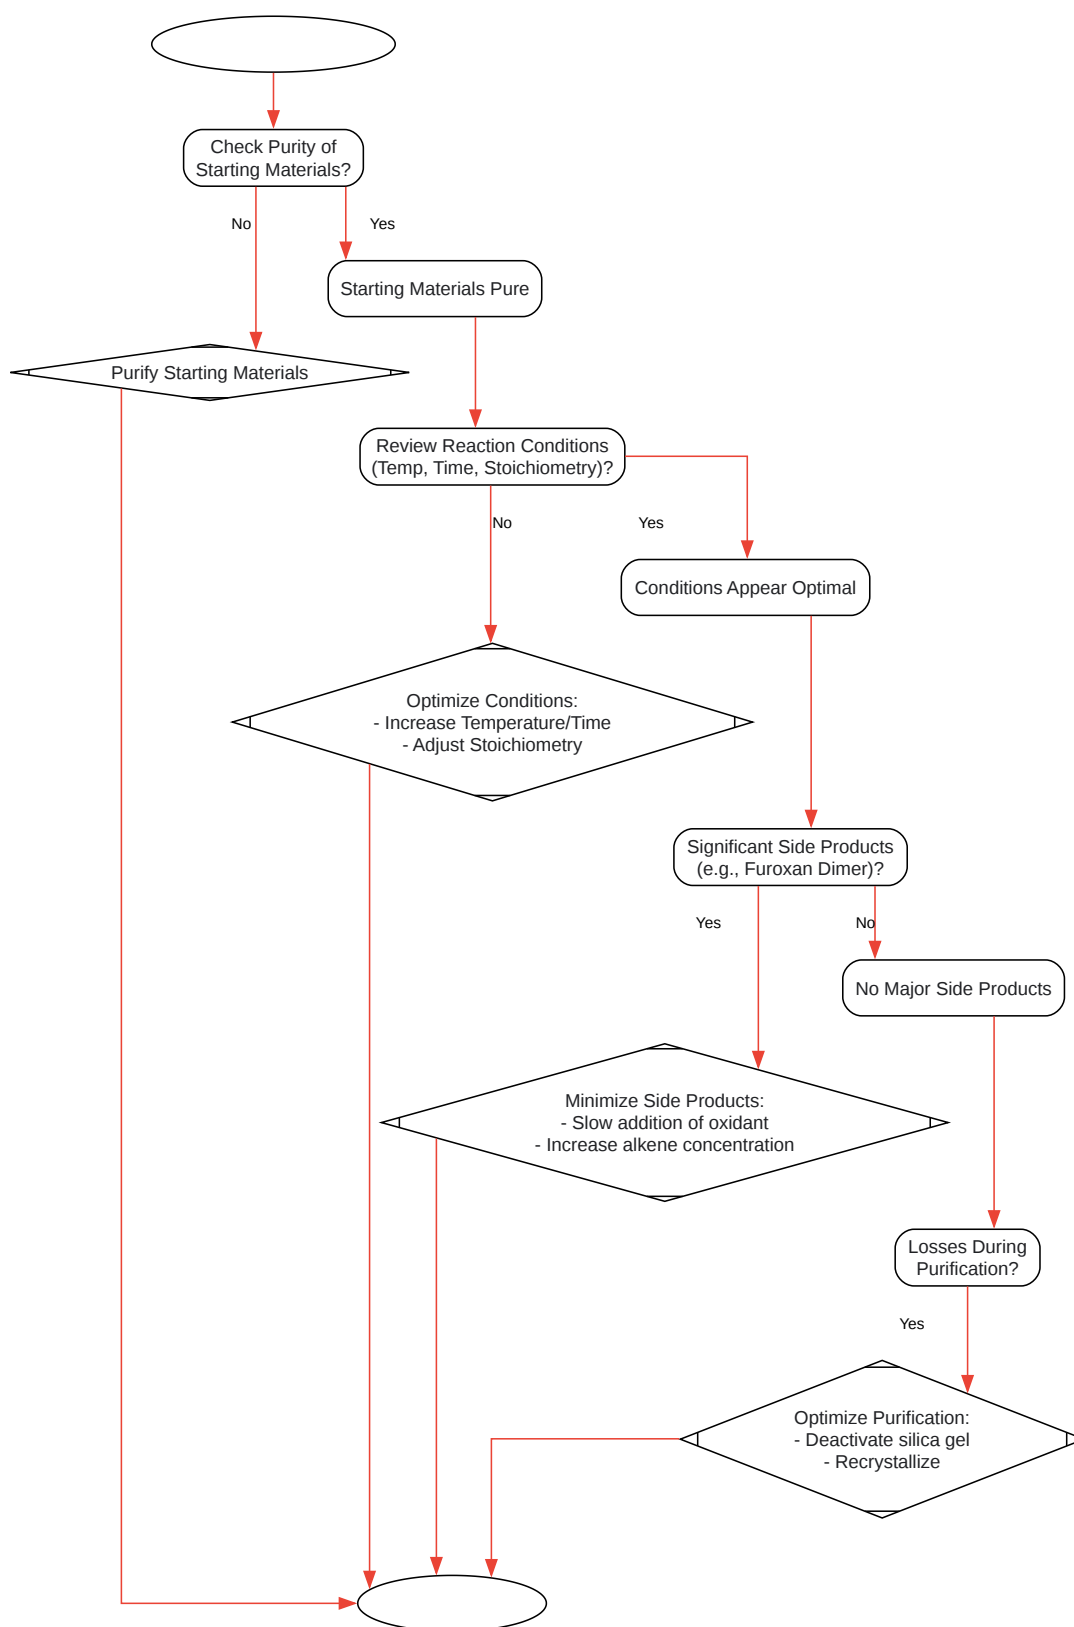 Check Purity of
Starting Materials?
No
Yes
Starting Materials Pure
Purify Starting Materials
Review Reaction Conditions
(Temp, Time, Stoichiometry)?
No
Yes
Conditions Appear Optimal
Optimize Conditions:
- Increase Temperature/Time
- Adjust Stoichiometry
Significant Side Products
(e.g., Furoxan Dimer)?
Yes
No
No Major Side Products
Minimize Side Products:
- Slow addition of oxidant
- Increase alkene concentration
Losses During
Purification?
Yes
Optimize Purification:
- Deactivate silica gel
- Recrystallize